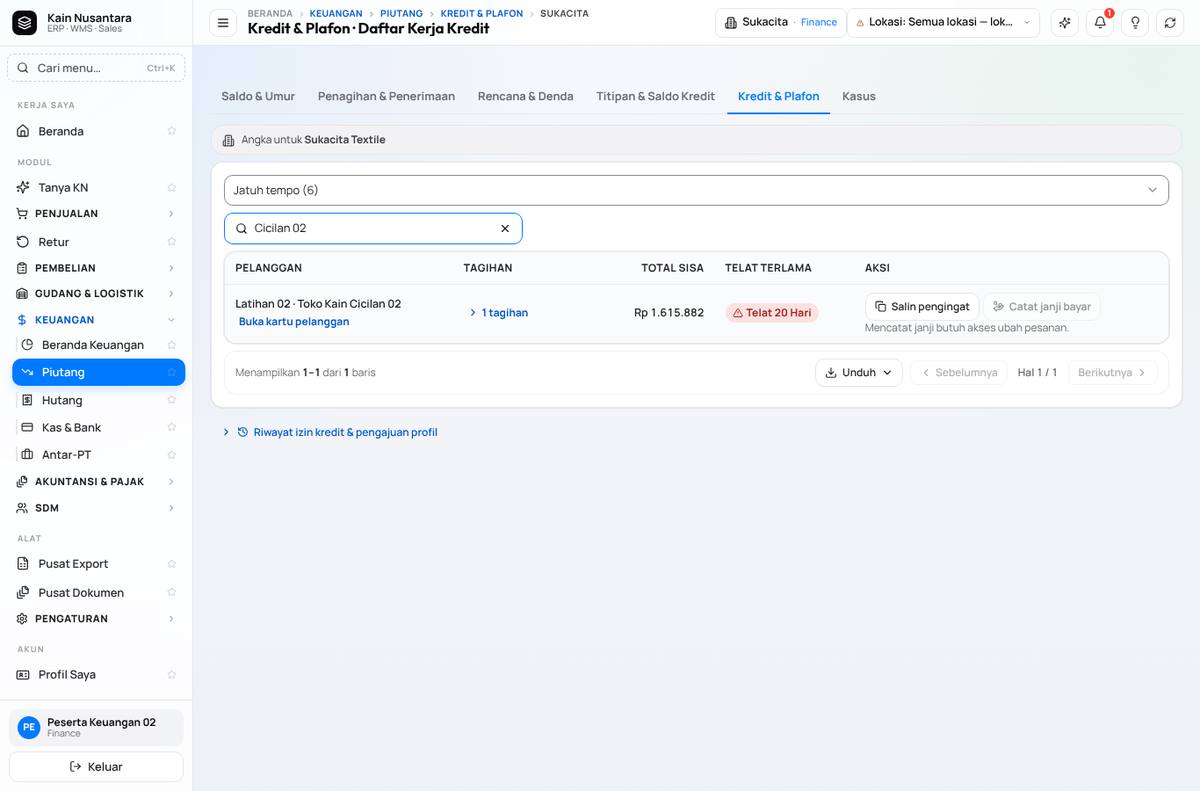 Kain Nusantara
ERP · WMS · Sales
Cari menu... Ctrl+K
KERJA SAYA
Beranda
MODUL
Tanya KN
PENJUALAN
Retur
PEMBELIAN
GUDANG & LOGISTIK
KEUANGAN
Beranda Keuangan
Piutang
Hutang
Kas & Bank
Antar-PT
AKUNTANSI & PAJAK
SDM
ALAT
Pusat Export
Pusat Dokumen
PENGATURAN
AKUN
Profil Saya
PE Peserta Keuangan 02
Finance
Keluar
BERANDA > KEUANGAN > PIUTANG > KREDIT & PLAFON > SUKACITA
Kredit & Plafon · Daftar Kerja Kredit
Sukacita · Finance
Lokasi: Semua lokasi — lok...
1
Saldo & Umur Penagihan & Penerimaan Rencana & Denda Titipan & Saldo Kredit Kredit & Plafon Kasus
Angka untuk Sukacita Textile
Jatuh tempo (6)
Cicilan 02
PELANGGAN TAGIHAN TOTAL SISA TELAT TERLAMA AKSI
Latihan 02 · Toko Kain Cicilan 02
Buka kartu pelanggan
1 tagihan
Rp 1.615.882
Telat 20 Hari
Salin pengingat Catat janji bayar
Mencatat janji butuh akses ubah pesanan.
Menampilkan 1–1 dari 1 baris
Unduh Sebelumnya Hal 1 / 1 Berikutnya
Riwayat izin kredit & pengajuan profil